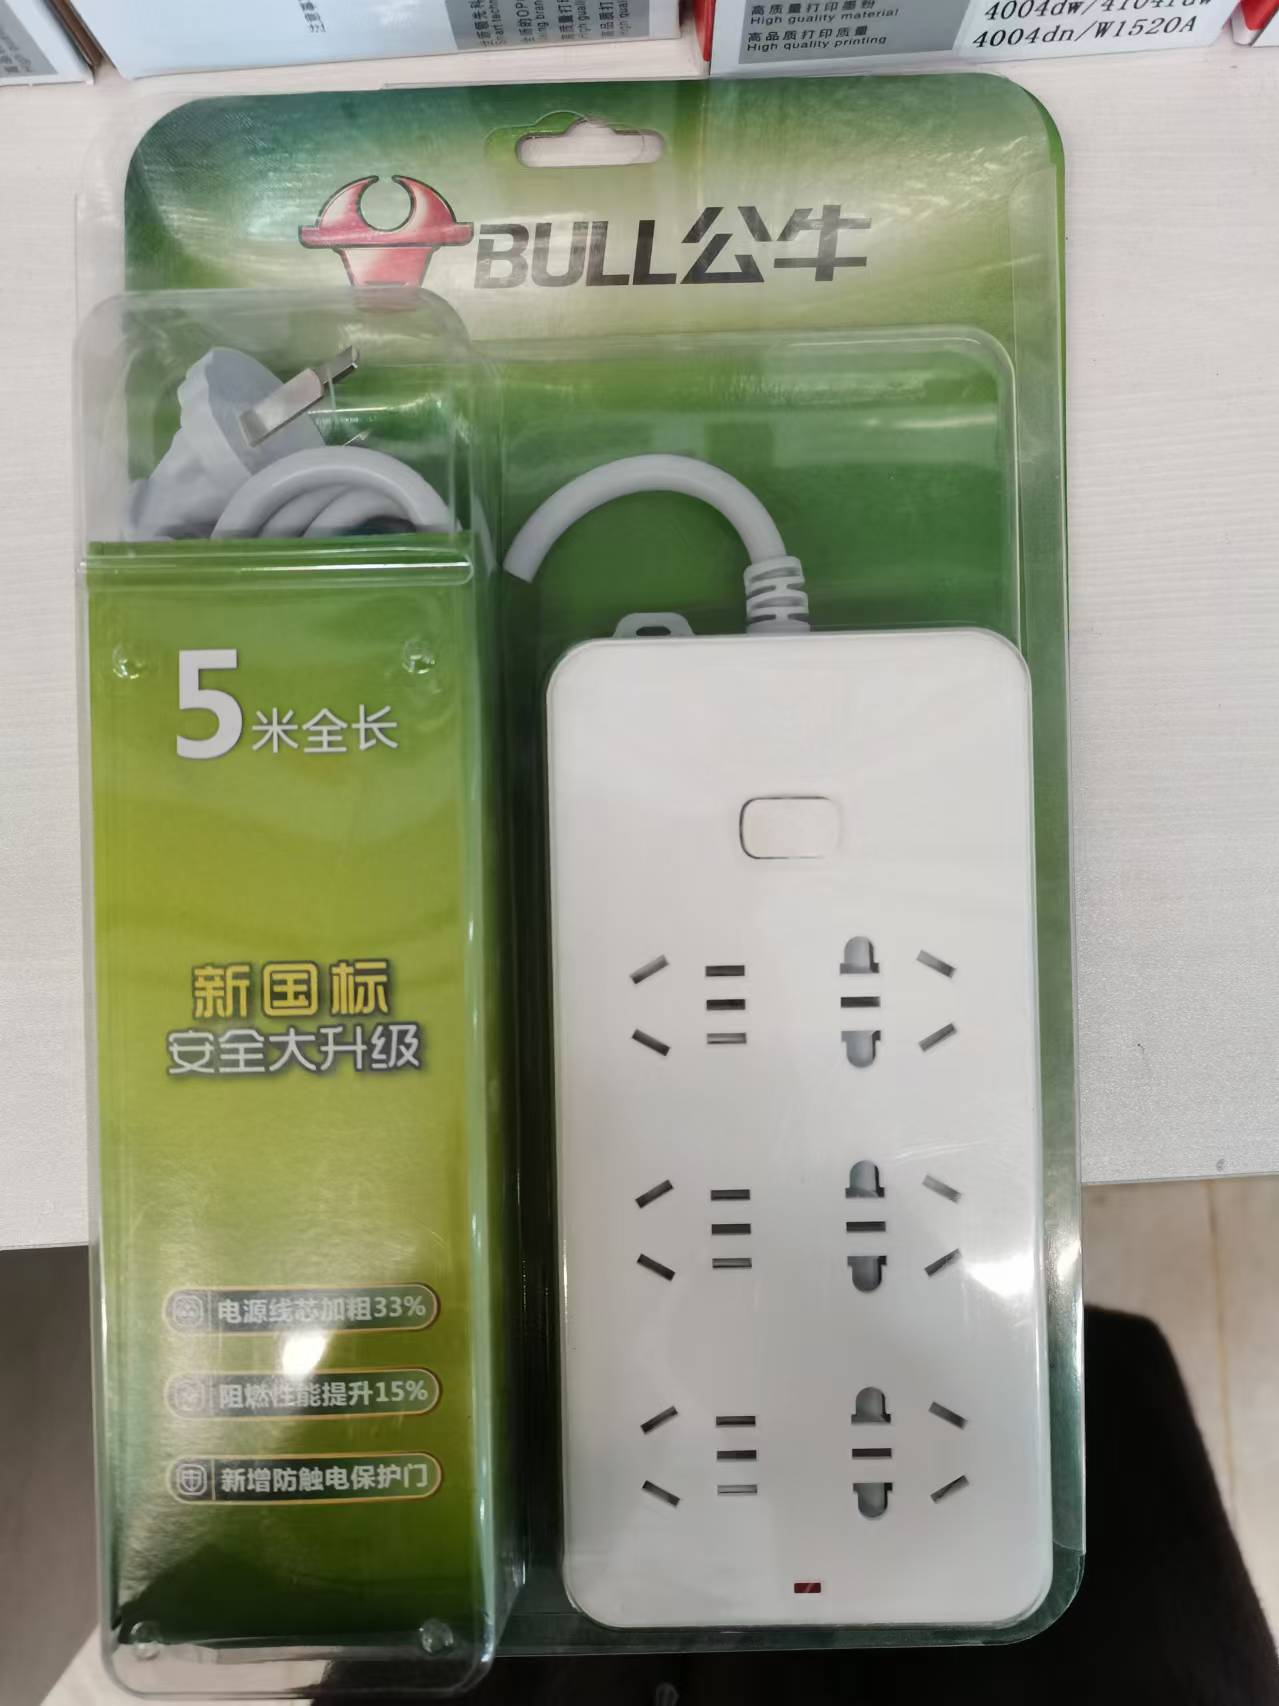 高质量打印墨粉
High quality material
高品质打印质量
High quality printing
4004dn/W1520A
BULL公牛
5米全长
新国标
安全大升级
电源线芯加粗33%
阻燃性能提升15%
新增防触电保护门